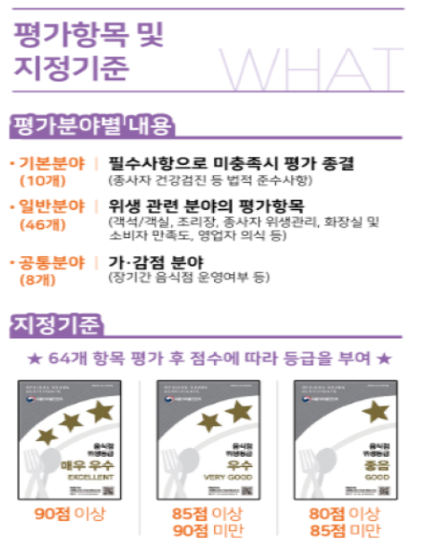 평가항목 및
지정기준
WHAT
평가분야별 내용
• 기본분야 | 필수사항으로 미충족시 평가 종결
(10개) (종사자 건강검진 등 법적 준수사항)
• 일반분야 | 위생 관련 분야의 평가항목
(46개) (객석/객실, 조리장, 종사자 위생관리, 화장실 및
소비자 만족도, 영업자 의식 등)
• 공통분야 | 가·감점 분야
(8개) (장기간 음식점 운영여부 등)
지정기준
★ 64개 항목 평가 후 점수에 따라 등급을 부여 ★
음식점
위생등급
매우 우수
EXCELLENT
90점 이상
음식점
위생등급
우수
VERY GOOD
85점 이상
90점 미만
음식점
위생등급
좋음
GOOD
80점 이상
85점 미만